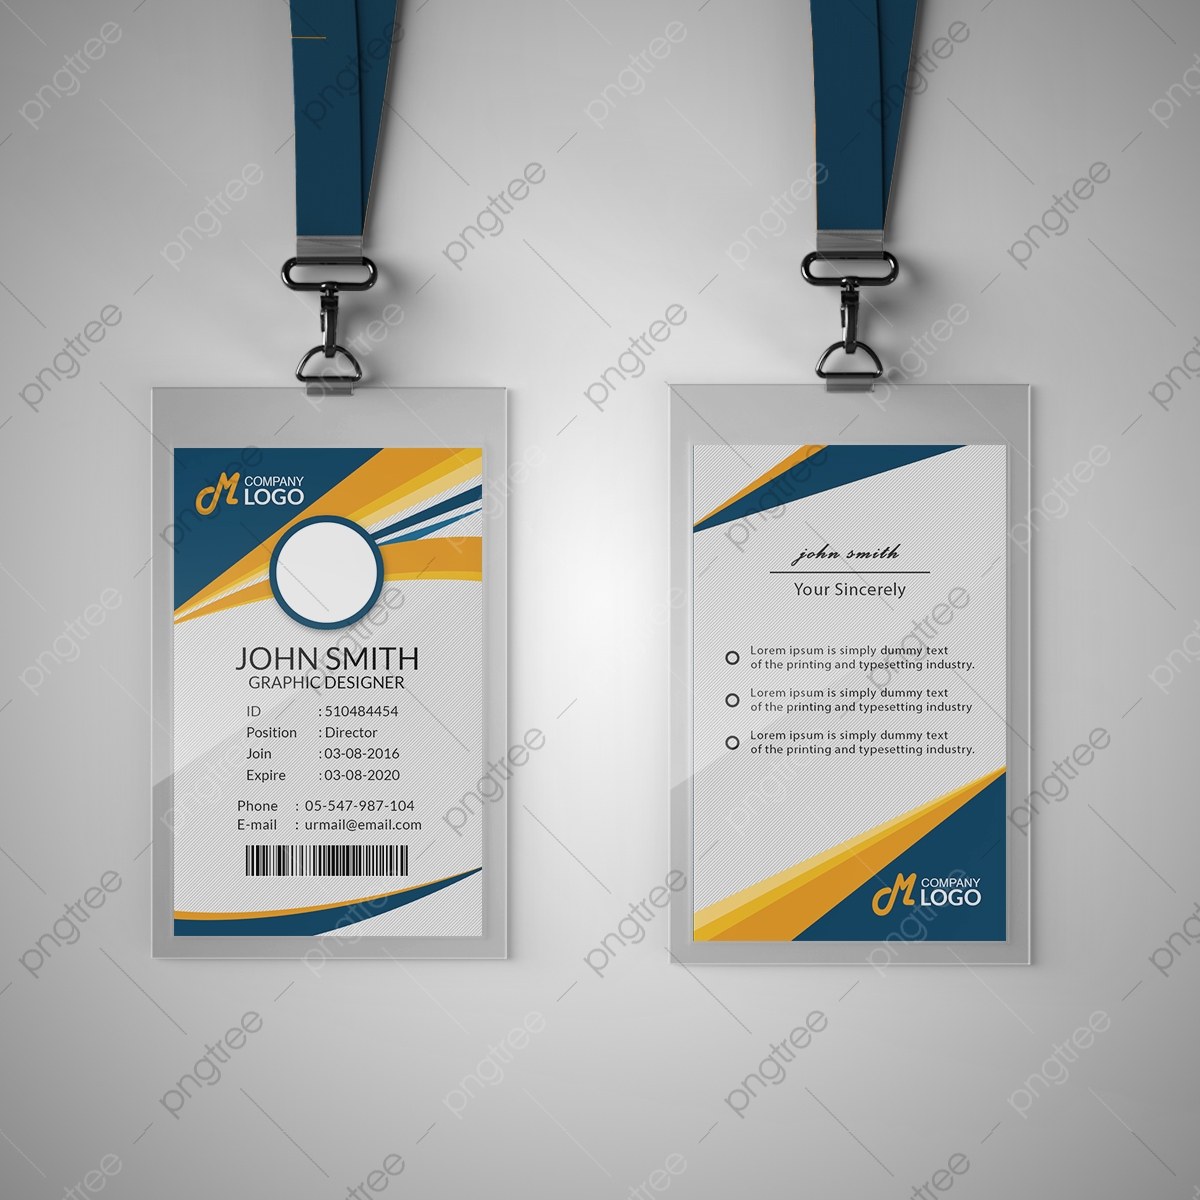 COMPANY
LOGO
JOHN SMITH
GRAPHIC DESIGNER
ID : 510484454
Position : Director
Join : 03-08-2016
Expire : 03-08-2020
Phone : 05-547-987-104
E-mail : urmail@email.com
john smith
Your Sincerely
Lorem ipsum is simply dummy text
of the printing and typesetting industry.
Lorem ipsum is simply dummy text
of the printing and typesetting industry
Lorem ipsum is simply dummy text
of the printing and typesetting industry.
COMPANY
LOGO
pngtree